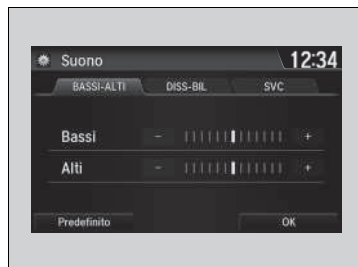 Suono
12:34
BASSI-ALTI DISS-BIL SVC
Bassi - +
Alti - +
Predefinito OK